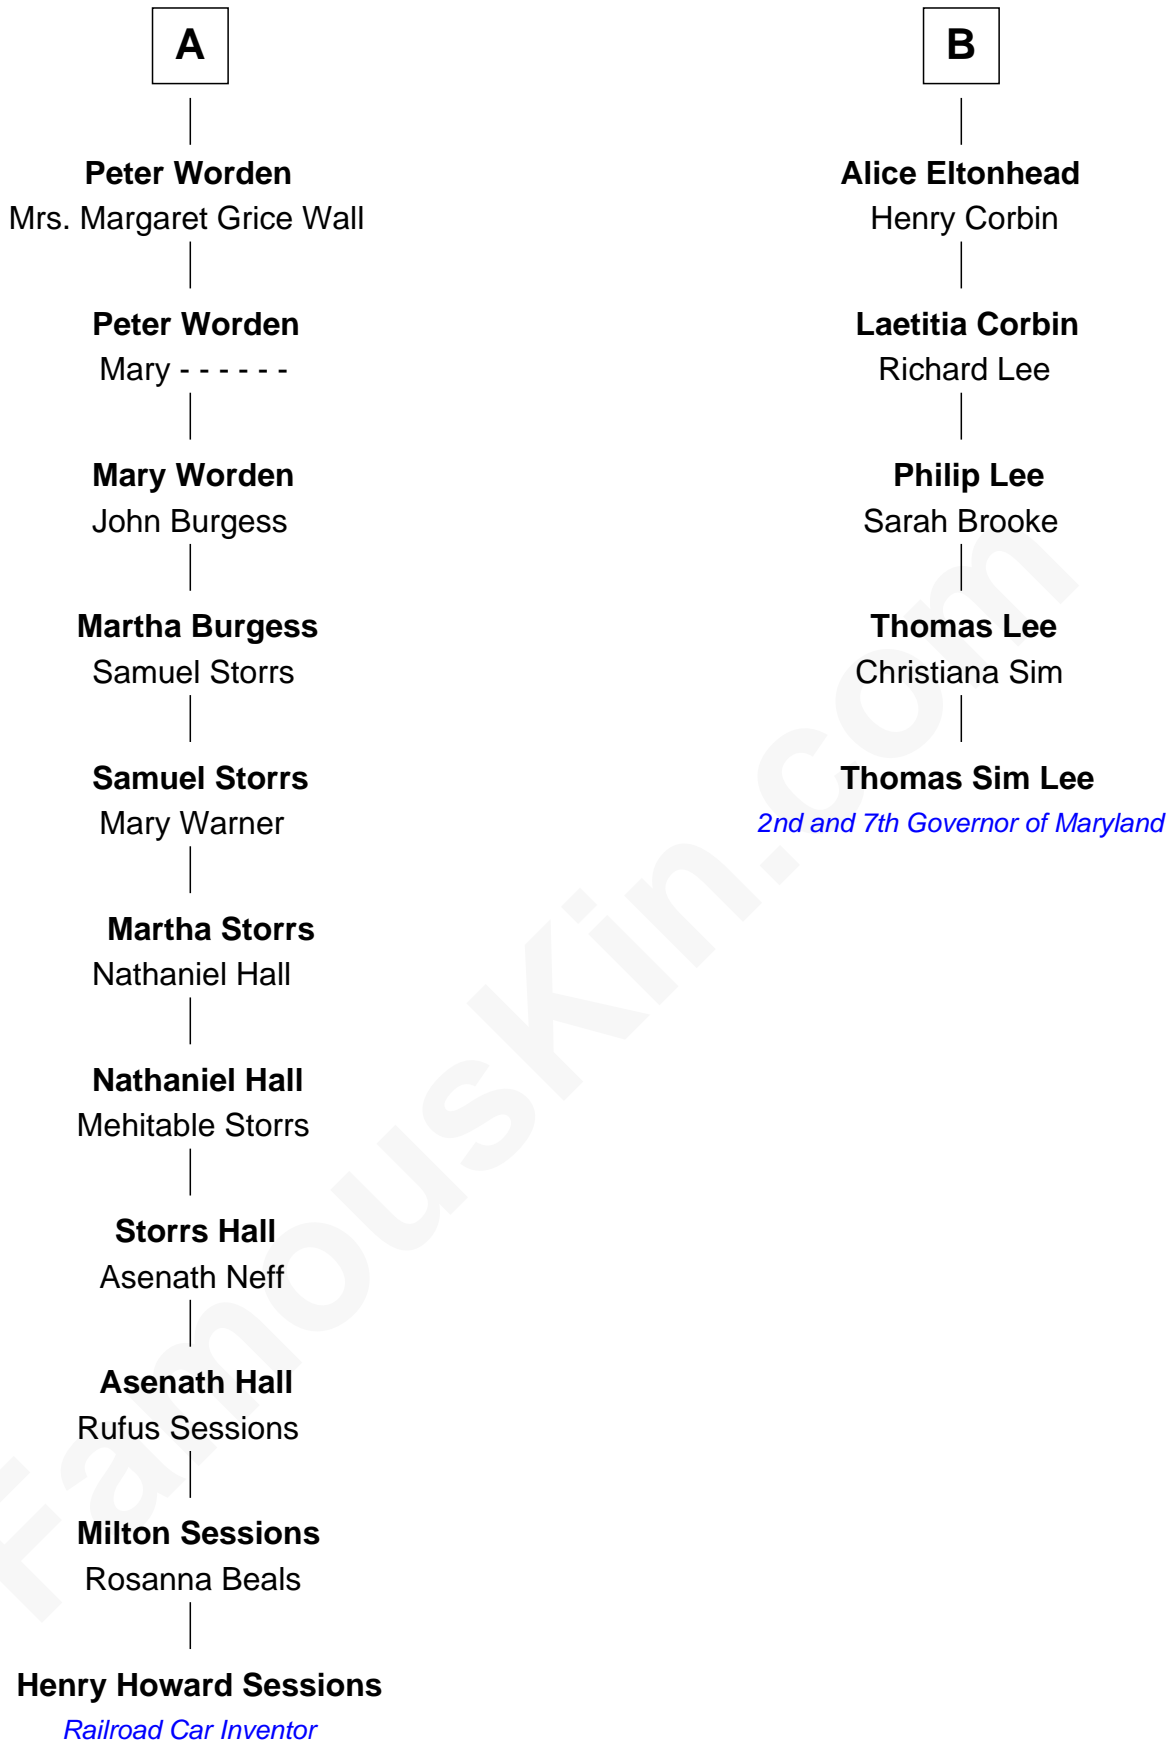 A
Peter Worden
Mrs. Margaret Grice Wall
Peter Worden
Mary - - - - - -
Mary Worden
John Burgess
Martha Burgess
Samuel Storrs
Samuel Storrs
Mary Warner
Martha Storrs
Nathaniel Hall
Nathaniel Hall
Mehitable Storrs
Storrs Hall
Asenath Neff
Asenath Hall
Rufus Sessions
Milton Sessions
Rosanna Beals
Henry Howard Sessions
Railroad Car Inventor
B
Alice Eltonhead
Henry Corbin
Laetitia Corbin
Richard Lee
Philip Lee
Sarah Brooke
Thomas Lee
Christiana Sim
Thomas Sim Lee
2nd and 7th Governor of Maryland
FamousKin.com